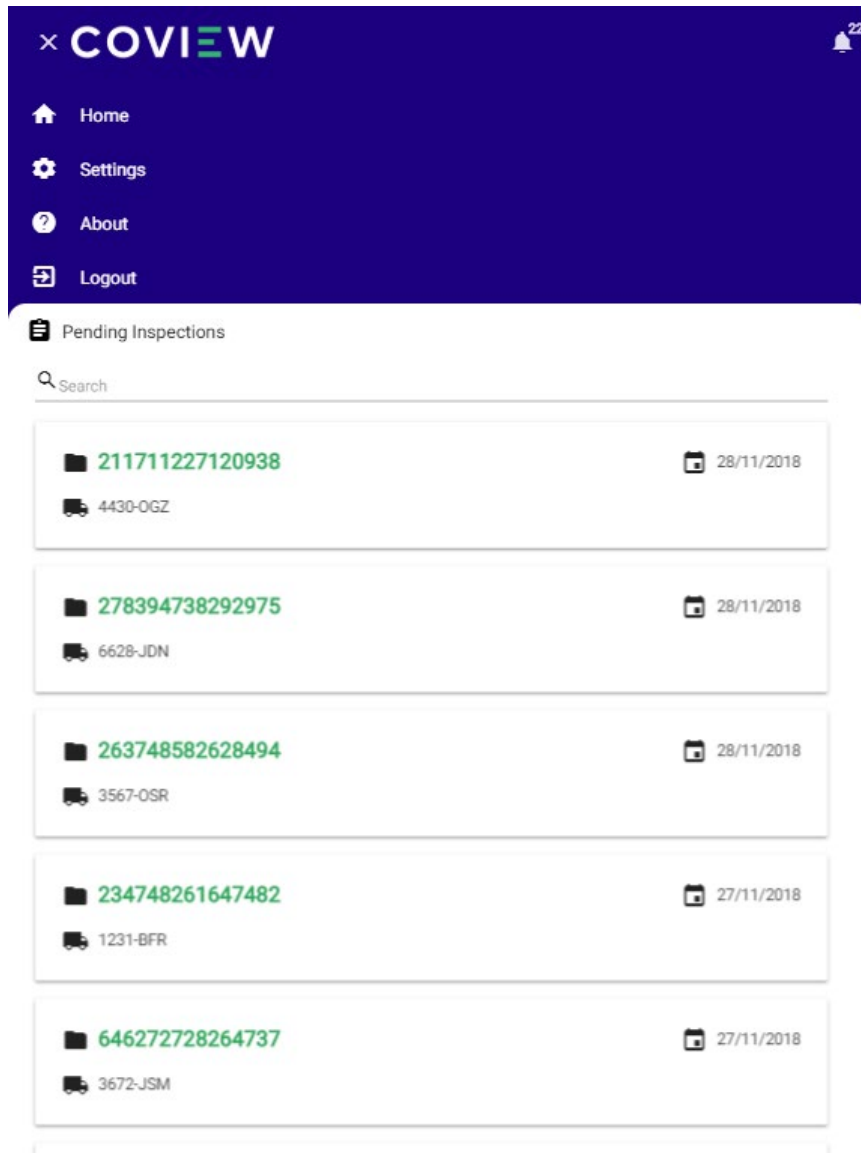 × COVIEW
22
Home
Settings
About
Logout
Pending Inspections
Search
211711227120938 28/11/2018
4430-OGZ
278394738292975 28/11/2018
6628-JDN
263748582628494 28/11/2018
3567-OSR
234748261647482 27/11/2018
1231-BFR
646272728264737 27/11/2018
3672-JSM